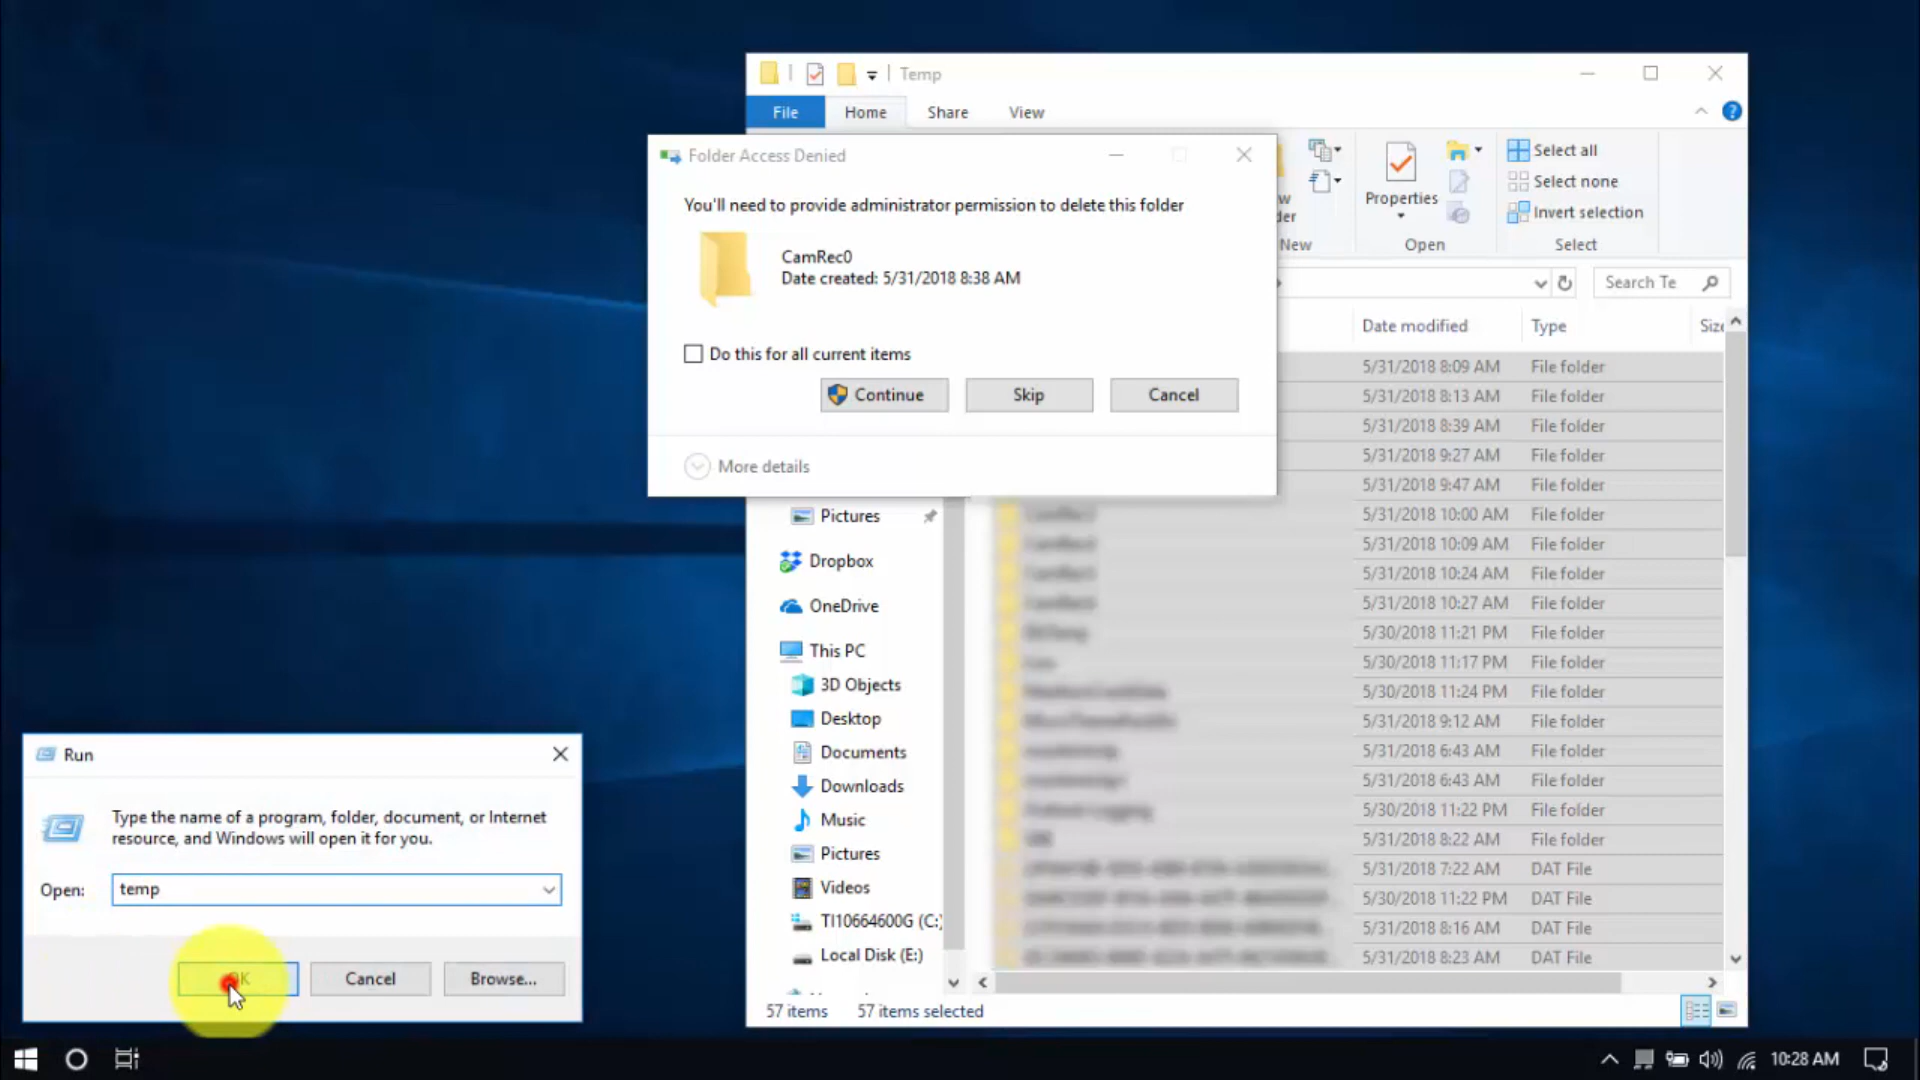 Temp
File
Home
Share
View
Folder Access Denied
You'll need to provide administrator permission to delete this folder
CamRec0
Date created: 5/31/2018 8:38 AM
Do this for all current items
Continue
Skip
Cancel
More details
Properties
New
Open
Select all
Select none
Invert selection
Select
Search Te
Date modified
Type
Size
5/31/2018 8:09 AM File folder
5/31/2018 8:13 AM File folder
5/31/2018 8:39 AM File folder
5/31/2018 9:27 AM File folder
5/31/2018 9:47 AM File folder
5/31/2018 10:00 AM File folder
5/31/2018 10:09 AM File folder
5/31/2018 10:24 AM File folder
5/31/2018 10:27 AM File folder
5/30/2018 11:21 PM File folder
5/30/2018 11:17 PM File folder
5/30/2018 11:24 PM File folder
5/31/2018 9:12 AM File folder
5/31/2018 6:43 AM File folder
5/31/2018 6:43 AM File folder
5/30/2018 11:22 PM File folder
5/31/2018 8:22 AM File folder
5/31/2018 7:22 AM DAT File
5/30/2018 11:22 PM DAT File
5/31/2018 8:16 AM DAT File
5/31/2018 8:23 AM DAT File
Pictures
Dropbox
OneDrive
This PC
3D Objects
Desktop
Documents
Downloads
Music
Pictures
Videos
TI10664600G (C:)
Local Disk (E:)
57 items
57 items selected
Run
Type the name of a program, folder, document, or Internet
resource, and Windows will open it for you.
Open:
temp
OK
Cancel
Browse...
10:28 AM